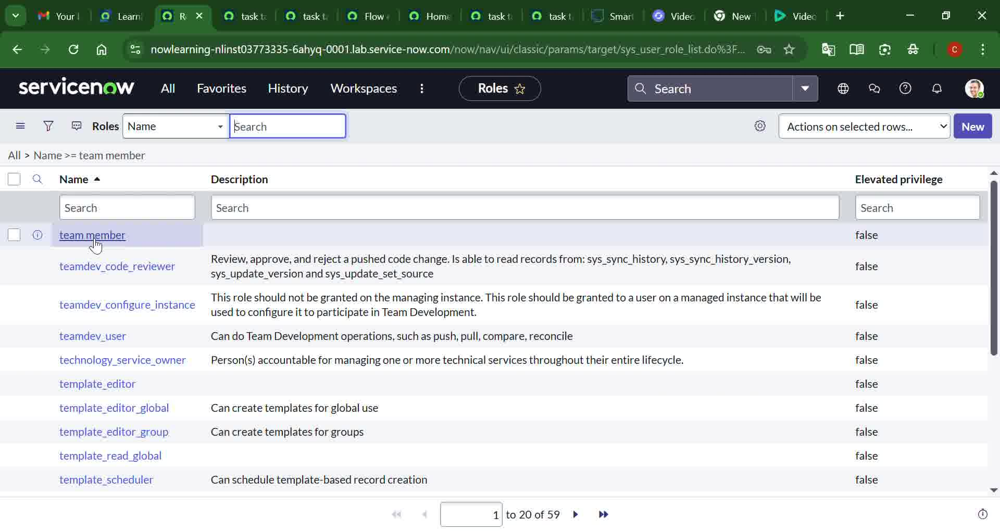 Your
Learn
R
task t
task t
Flow
Home
task t
task t
Smar
Video
New
Video
nowlearning-nlinst03773335-6ahyq-0001.lab.service-now.com/now/nav/ui/classic/params/target/sys_user_role_list.do%3F...
C
servicenow
All
Favorites
History
Workspaces
Roles
Search
Roles
Name
Search
Actions on selected rows...
New
All > Name >= team member
Name
Description
Elevated privilege
Search
Search
Search
team member
false
teamdev_code_reviewer
Review, approve, and reject a pushed code change. Is able to read records from: sys_sync_history, sys_sync_history_version,
sys_update_version and sys_update_set_source
false
teamdev_configure_instance
This role should not be granted on the managing instance. This role should be granted to a user on a managed instance that will be
used to configure it to participate in Team Development.
false
teamdev_user
Can do Team Development operations, such as push, pull, compare, reconcile
false
technology_service_owner
Person(s) accountable for managing one or more technical services throughout their entire lifecycle.
false
template_editor
false
template_editor_global
Can create templates for global use
false
template_editor_group
Can create templates for groups
false
template_read_global
false
template_scheduler
Can schedule template-based record creation
false
1 to 20 of 59